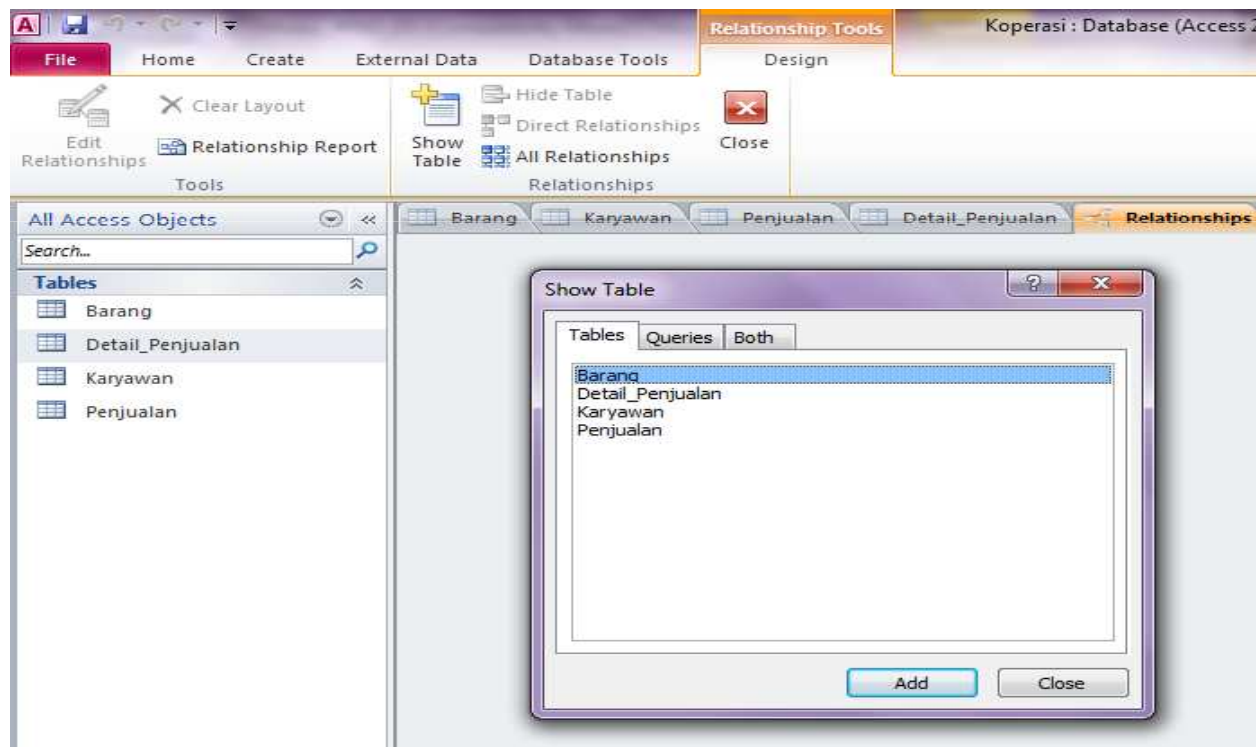 A
Relationship Tools
Koperasi : Database (Access 2
File Home Create External Data Database Tools Design
Clear Layout
Edit Relationships
Relationship Report
Tools
Show Table
Hide Table
Direct Relationships
All Relationships
Close
Relationships
All Access Objects
Search...
Tables
Barang
Detail_Penjualan
Karyawan
Penjualan
Barang Karyawan Penjualan Detail_Penjualan Relationships
Show Table
Tables Queries Both
Barang
Detail_Penjualan
Karyawan
Penjualan
Add Close